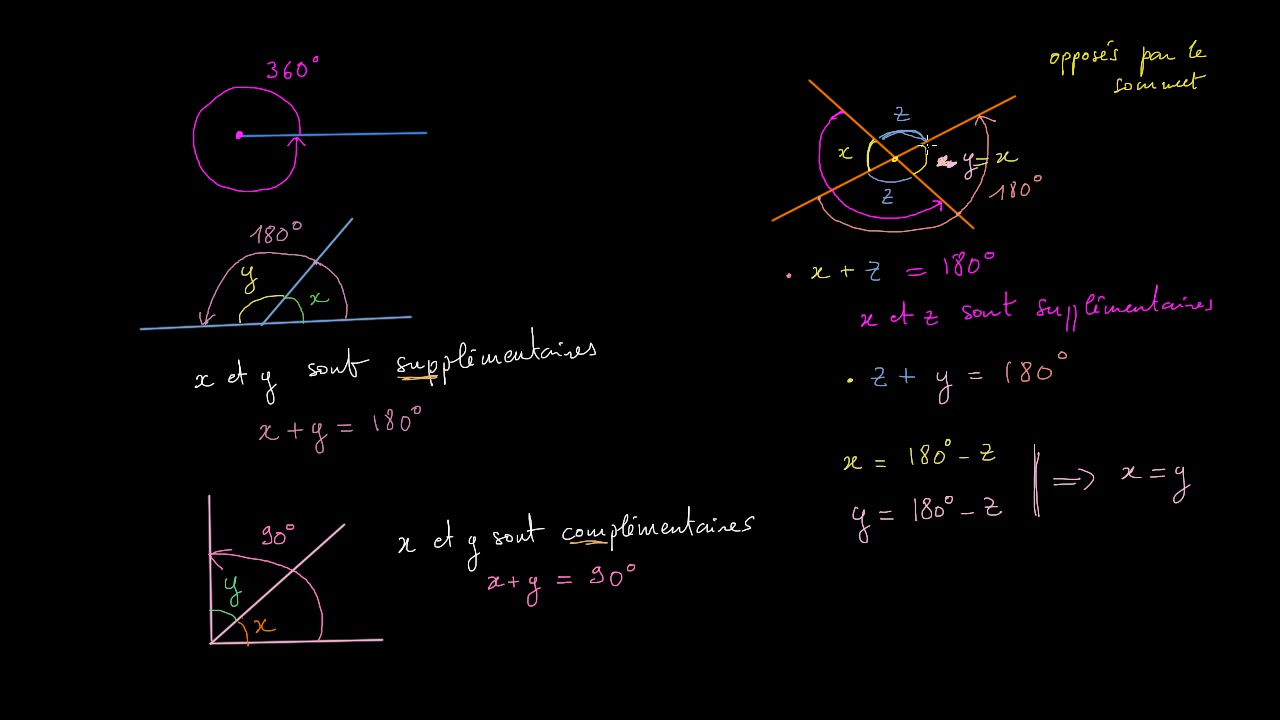 360°
180°
y
x
x et y sont supplémentaires
x + y = 180°
90°
y
x
x et y sont complémentaires
x + y = 90°
opposés par le
sommet
z
x
y = x
z
180°
• x + z = 180°
x et z sont supplémentaires
• z + y = 180°
x = 180° - z
y = 180° - z
⇒ x = y